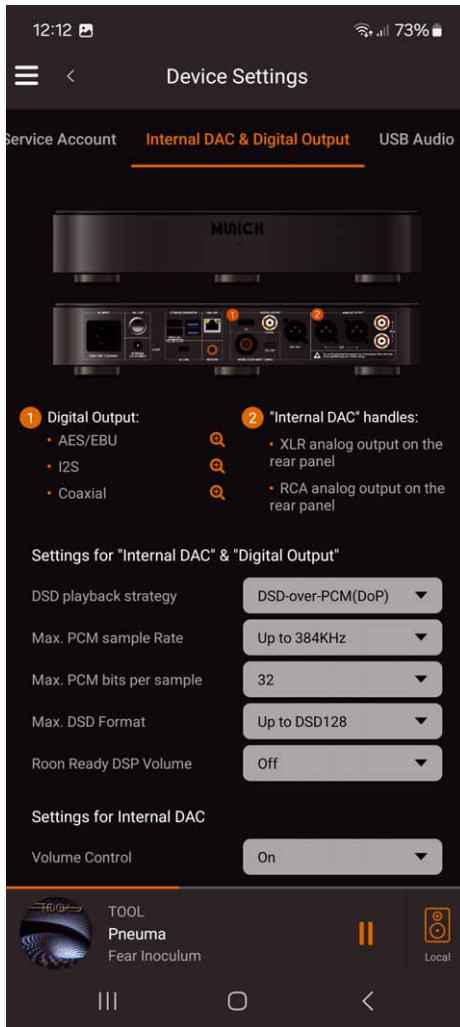 12:12
73%
Device Settings
Service Account
Internal DAC & Digital Output
USB Audio
MUNICH
1
2
1 Digital Output:
• AES/EBU
• I2S
• Coaxial
2 "Internal DAC" handles:
• XLR analog output on the
rear panel
• RCA analog output on the
rear panel
Settings for "Internal DAC" & "Digital Output"
DSD playback strategy
DSD-over-PCM(DoP)
Max. PCM sample Rate
Up to 384KHz
Max. PCM bits per sample
32
Max. DSD Format
Up to DSD128
Roon Ready DSP Volume
Off
Settings for Internal DAC
Volume Control
On
TOOL
TOOL
Pneuma
Fear Inoculum
Local